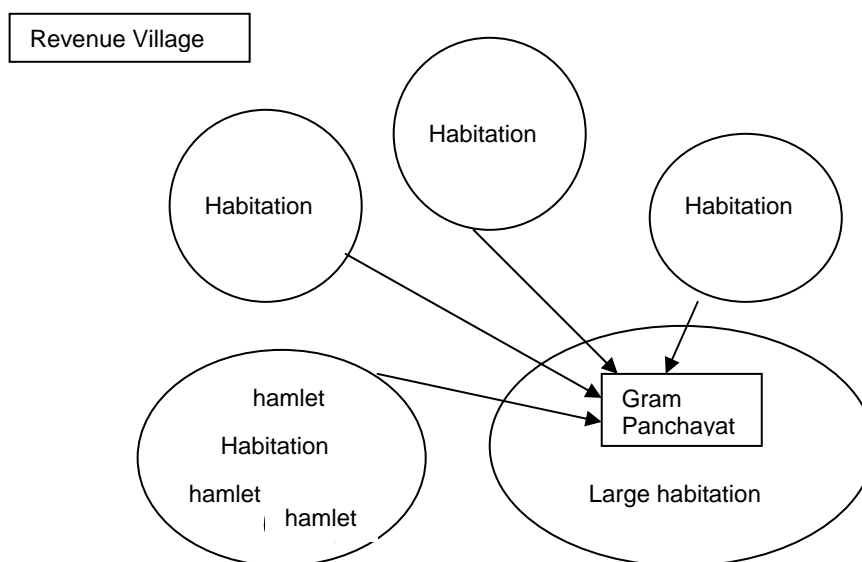 Revenue Village
Habitation
Habitation
Habitation
hamlet
Habitation
hamlet
hamlet
Gram
Panchayat
Large habitation